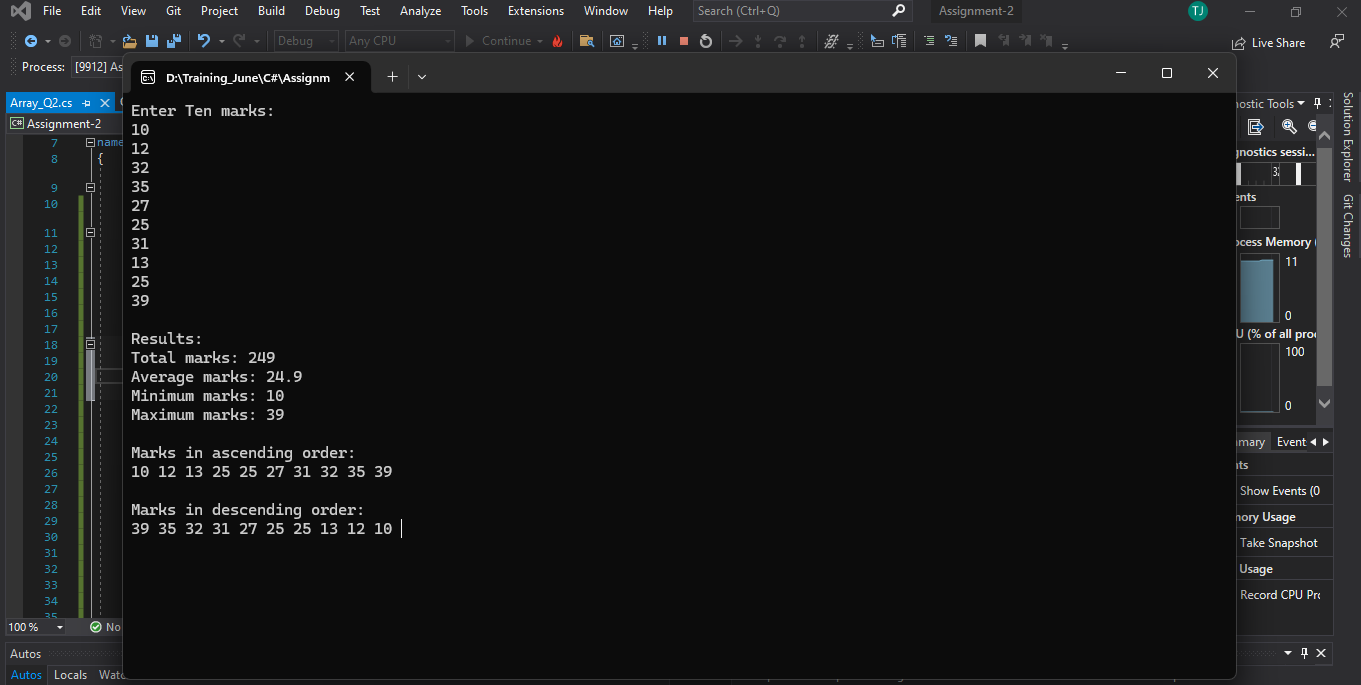 File Edit View Git Project Build Debug Test Analyze Tools Extensions Window Help Search (Ctrl+Q) Assignment-2 TJ
Debug Any CPU Continue Live Share
Process: [9912] As
D:\Training_June\C#\Assignm
Array_Q2.cs
Assignment-2
7 name
8 {
9
10
11
12
13
14
15
16
17
18
19
20
21
22
23
24
25
26
27
28
29
30
31
32
33
34
35
100 % No
Autos
Autos Locals Watc
Enter Ten marks:
10
12
32
35
27
25
31
13
25
39
Results:
Total marks: 249
Average marks: 24.9
Minimum marks: 10
Maximum marks: 39
Marks in ascending order:
10 12 13 25 25 27 31 32 35 39
Marks in descending order:
39 35 32 31 27 25 25 13 12 10
nostic Tools
gnostics sessi...
ents
ocess Memory (
11
0
U (% of all proc
100
0
mary Event
nts
Show Events (0
mory Usage
Take Snapshot
Usage
Record CPU Pro
Solution Explorer
Git Changes